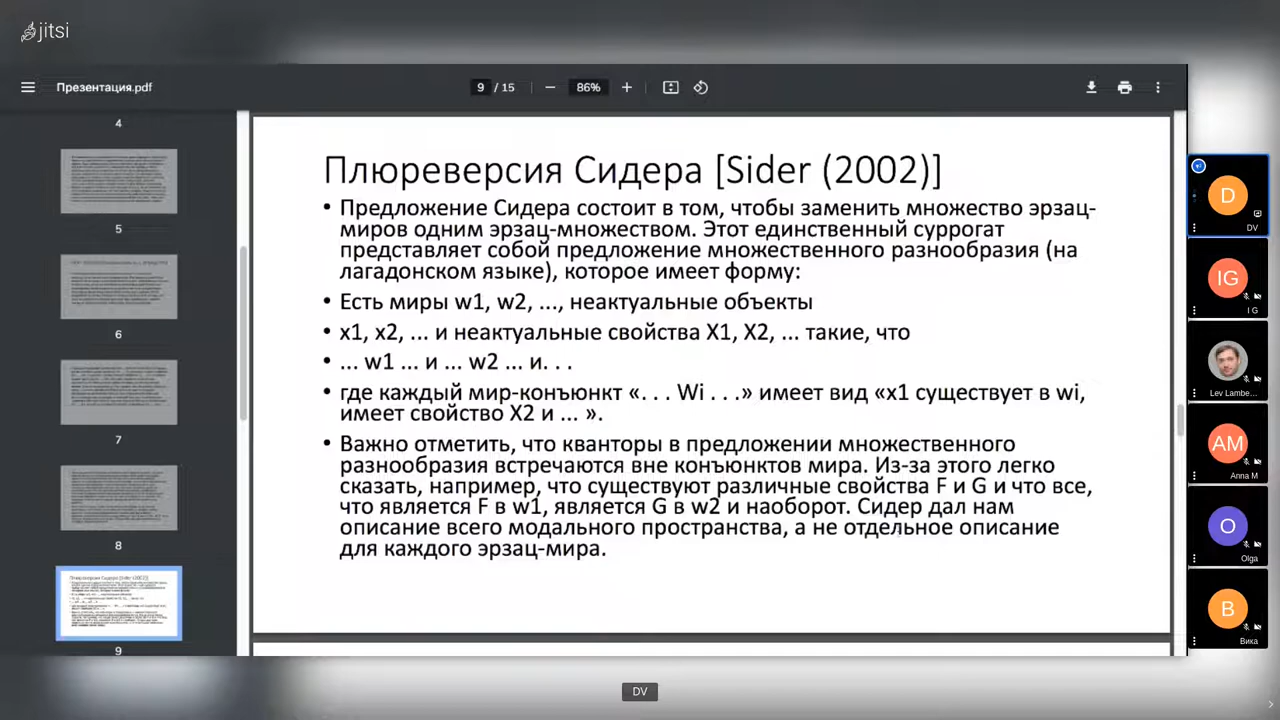 jitsi
Презентация.pdf
9 / 15
86%
4
5
6
7
8
9
Плюреверсия Сидера [Sider (2002)]
• Предложение Сидера состоит в том, чтобы заменить множество эрзац-
миров одним эрзац-множеством. Этот единственный суррогат
представляет собой предложение множественного разнообразия (на
лагадонском языке), которое имеет форму:
• Есть миры w1, w2, ..., неактуальные объекты
• x1, x2, ... и неактуальные свойства X1, X2, ... такие, что
• ... w1 ... и ... w2 ... и. . .
• где каждый мир-конъюнкт «. . . Wi . . .» имеет вид «x1 существует в wi,
имеет свойство X2 и ... ».
• Важно отметить, что кванторы в предложении множественного
разнообразия встречаются вне конъюнктов мира. Из-за этого легко
сказать, например, что существуют различные свойства F и G и что все,
что является F в w1, является G в w2 и наоборот. Сидер дал нам
описание всего модального пространства, а не отдельное описание
для каждого эрзац-мира.
D
DV
IG
I G
Lev Lambe...
AM
Anna M
O
Olga
В
Вика
DV